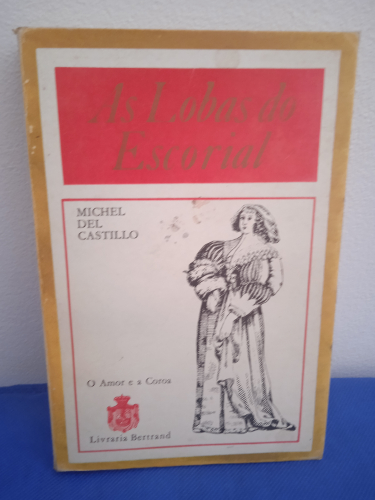 As Lobas do
Escorial
MICHEL
DEL
CASTILLO
O Amor e a Coroa
Livraria Bertrand